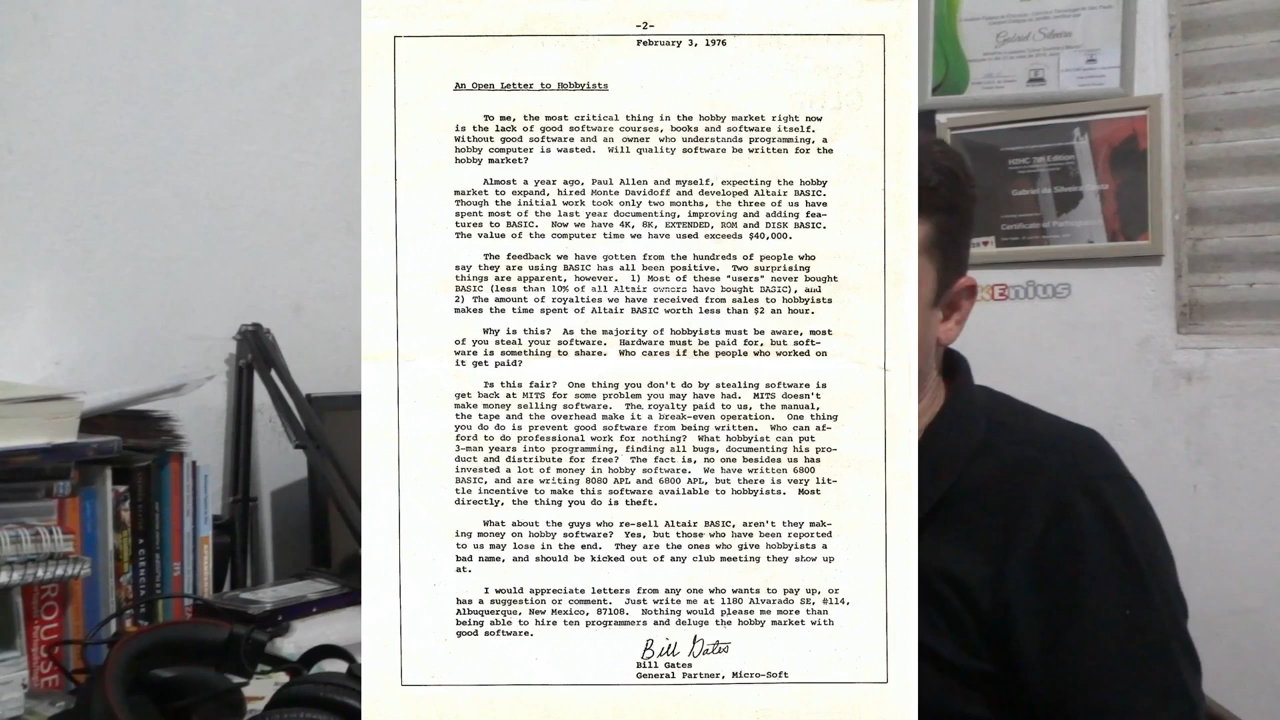 -2-
February 3, 1976
An Open Letter to Hobbyists
To me, the most critical thing in the hobby market right now
is the lack of good software courses, books and software itself.
Without good software and an owner who understands programming, a
hobby computer is wasted. Will quality software be written for the
hobby market?
Almost a year ago, Paul Allen and myself, expecting the hobby
market to expand, hired Monte Davidoff and developed Altair BASIC.
Though the initial work took only two months, the three of us have
spent most of the last year documenting, improving and adding fea-
tures to BASIC. Now we have 4K, 8K, EXTENDED, ROM and DISK BASIC.
The value of the computer time we have used exceeds $40,000.
The feedback we have gotten from the hundreds of people who
say they are using BASIC has all been positive. Two surprising
things are apparent, however. 1) Most of these "users" never bought
BASIC (less than 10% of all Altair owners have bought BASIC), and
2) The amount of royalties we have received from sales to hobbyists
makes the time spent of Altair BASIC worth less than $2 an hour.
Why is this? As the majority of hobbyists must be aware, most
of you steal your software. Hardware must be paid for, but soft-
ware is something to share. Who cares if the people who worked on
it get paid?
Is this fair? One thing you don't do by stealing software is
get back at MITS for some problem you may have had. MITS doesn't
make money selling software. The royalty paid to us, the manual,
the tape and the overhead make it a break-even operation. One thing
you do do is prevent good software from being written. Who can af-
ford to do professional work for nothing? What hobbyist can put
3-man years into programming, finding all bugs, documenting his pro-
duct and distribute for free? The fact is, no one besides us has
invested a lot of money in hobby software. We have written 6800
BASIC, and are writing 8080 APL and 6800 APL, but there is very lit-
tle incentive to make this software available to hobbyists. Most
directly, the thing you do is theft.
What about the guys who re-sell Altair BASIC, aren't they mak-
ing money on hobby software? Yes, but those who have been reported
to us may lose in the end. They are the ones who give hobbyists a
bad name, and should be kicked out of any club meeting they show up
at.
I would appreciate letters from any one who wants to pay up, or
has a suggestion or comment. Just write me at 1180 Alvarado SE, #114,
Albuquerque, New Mexico, 87108. Nothing would please me more than
being able to hire ten programmers and deluge the hobby market with
good software.
Bill Gates
Bill Gates
General Partner, Micro-Soft
Gabriel Silveira
H2HC 7th Edition
Gabriel da Silveira
Certificate of
KEnius
A CIENCIA
ROUSSE